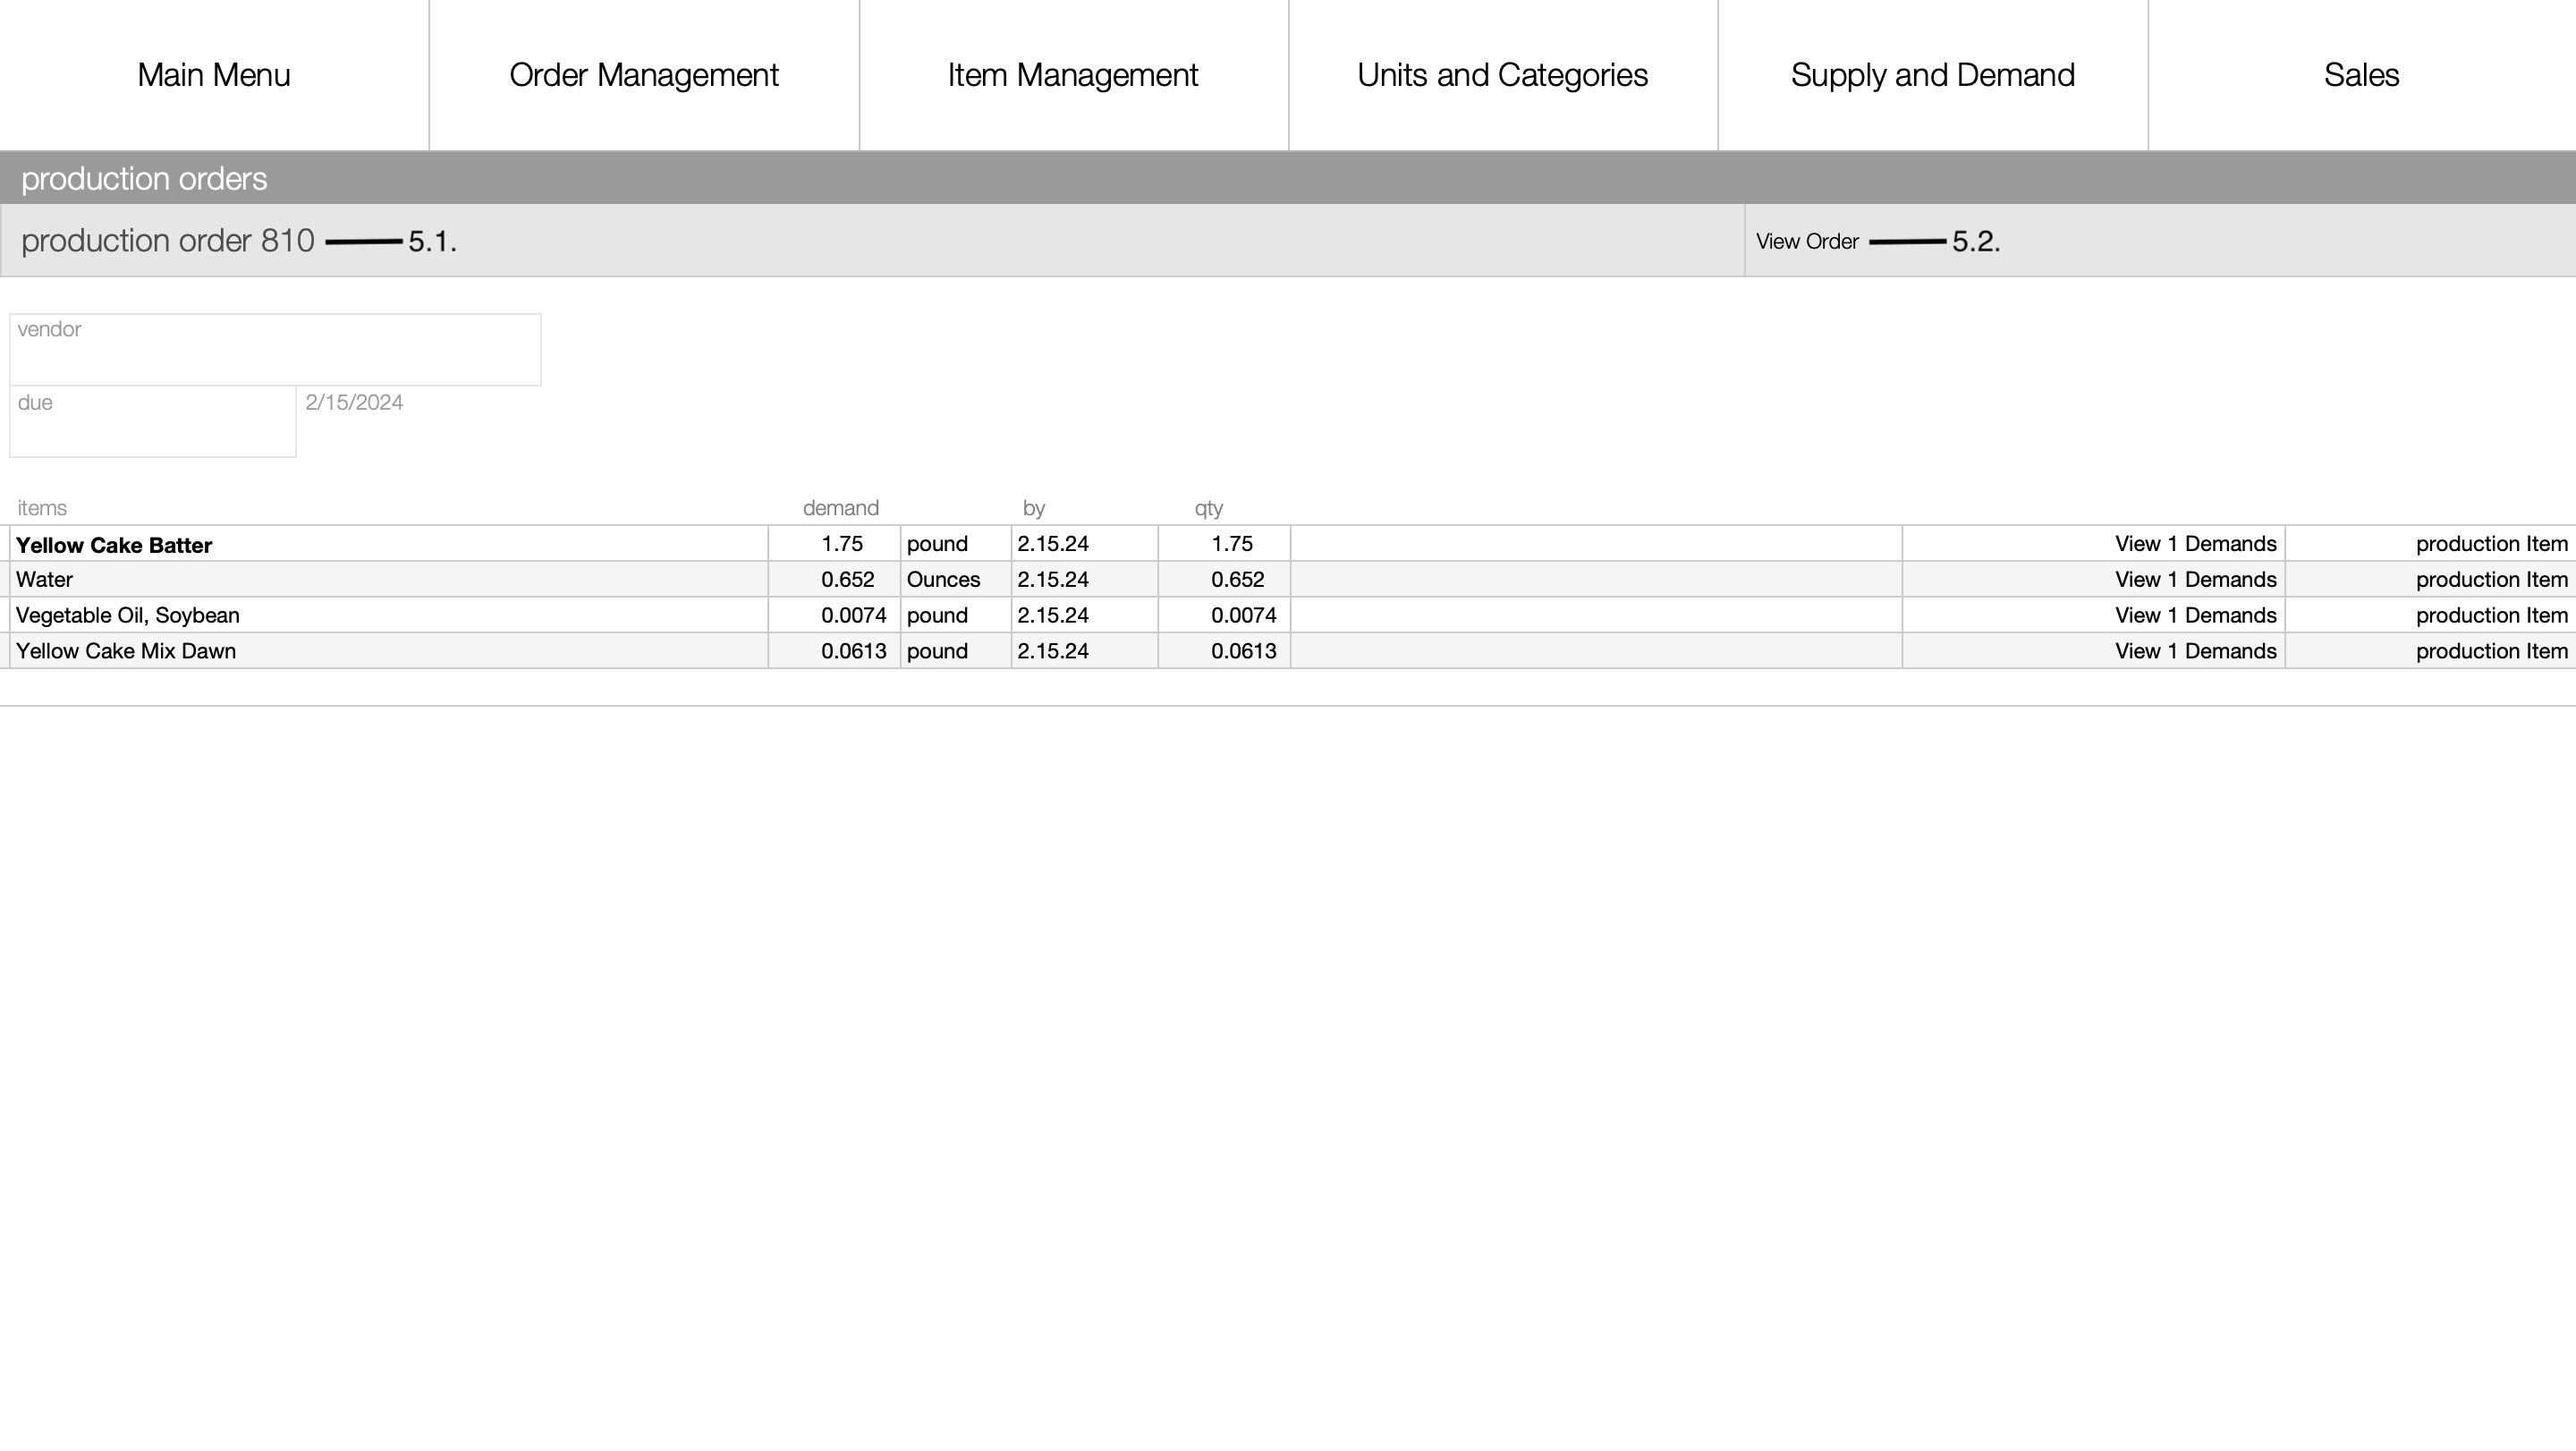 Main Menu Order Management Item Management Units and Categories Supply and Demand Sales
production orders
production order 810 5.1. View Order 5.2.
vendor
due 2/15/2024
items demand by qty
Yellow Cake Batter 1.75 pound 2.15.24 1.75 View 1 Demands production Item
Water 0.652 Ounces 2.15.24 0.652 View 1 Demands production Item
Vegetable Oil, Soybean 0.0074 pound 2.15.24 0.0074 View 1 Demands production Item
Yellow Cake Mix Dawn 0.0613 pound 2.15.24 0.0613 View 1 Demands production Item